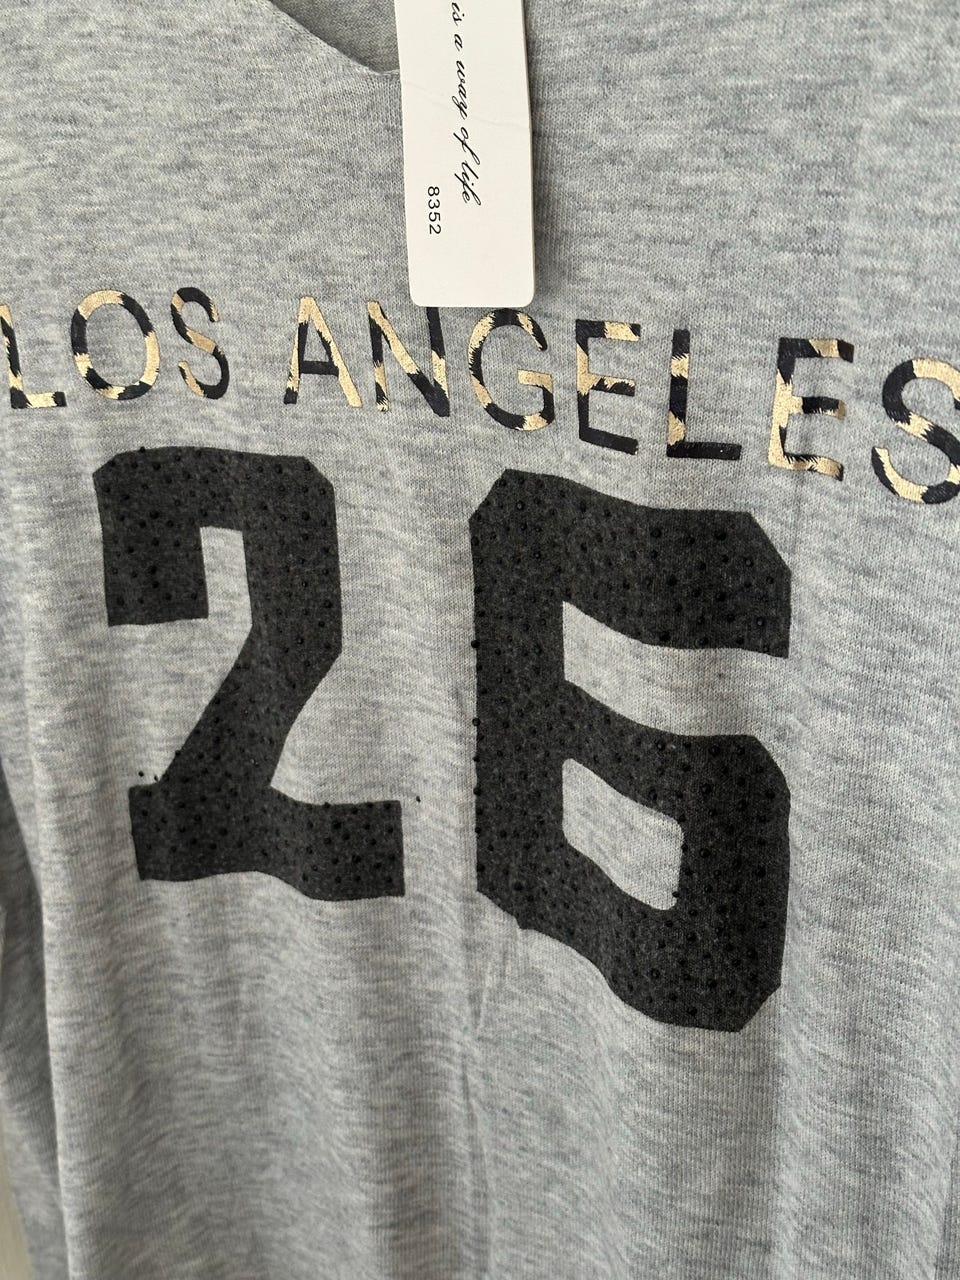 is a way of life
8352
LOS ANGELES
26